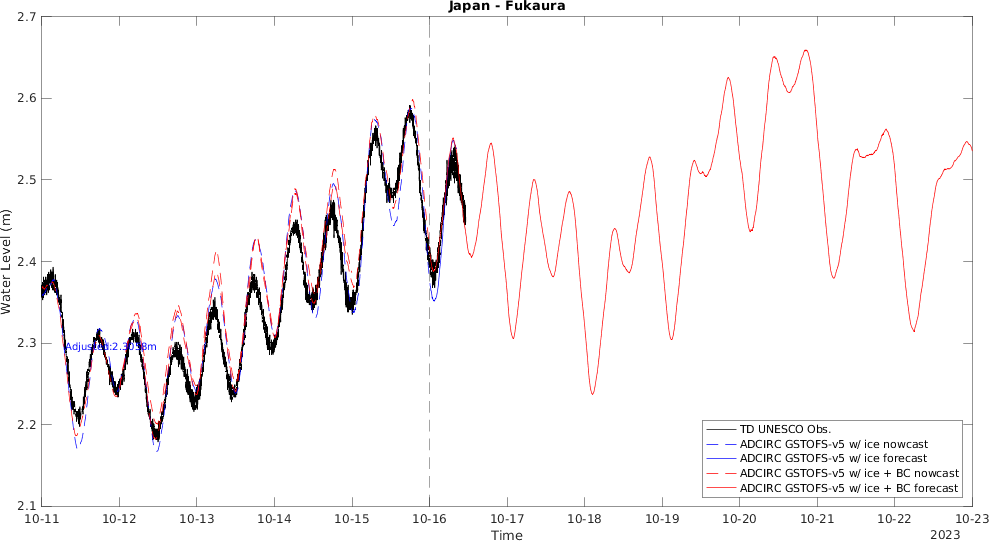 Japan - Fukaura
2.7
2.6
2.5
2.4
2.3
2.2
2.1
Water Level (m)
Adjusted:2.3058m
TD UNESCO Obs.
ADCIRC GSTOFS-v5 w/ ice nowcast
ADCIRC GSTOFS-v5 w/ ice forecast
ADCIRC GSTOFS-v5 w/ ice + BC nowcast
ADCIRC GSTOFS-v5 w/ ice + BC forecast
10-11 10-12 10-13 10-14 10-15 10-16 10-17 10-18 10-19 10-20 10-21 10-22 10-23
Time
2023